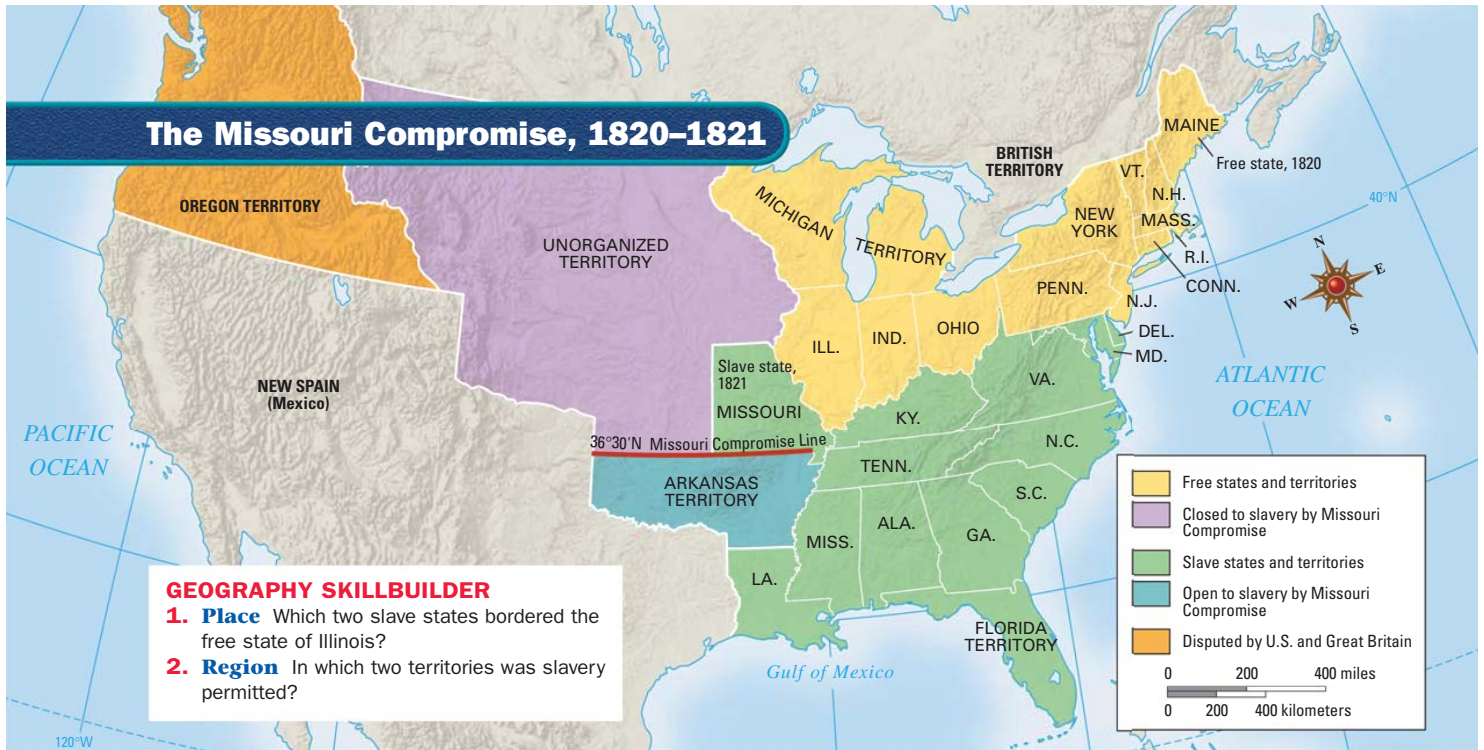 The Missouri Compromise, 1820–1821
OREGON TERRITORY
UNORGANIZED
TERRITORY
MICHIGAN
TERRITORY
BRITISH
TERRITORY
MAINE
Free state, 1820
VT.
N.H.
NEW
YORK
MASS.
R.I.
CONN.
40°N
PENN.
N.J.
N
E
S
W
ILL.
IND.
OHIO
DEL.
MD.
Slave state,
1821
MISSOURI
VA.
KY.
NEW SPAIN
(Mexico)
ATLANTIC
OCEAN
PACIFIC
OCEAN
36°30'N Missouri Compromise Line
N.C.
TENN.
ARKANSAS
TERRITORY
S.C.
MISS.
ALA.
GA.
LA.
FLORIDA
TERRITORY
Gulf of Mexico
120°W
GEOGRAPHY SKILLBUILDER
1. Place Which two slave states bordered the
free state of Illinois?
2. Region In which two territories was slavery
permitted?
Free states and territories
Closed to slavery by Missouri
Compromise
Slave states and territories
Open to slavery by Missouri
Compromise
Disputed by U.S. and Great Britain
0 200 400 miles
0 200 400 kilometers